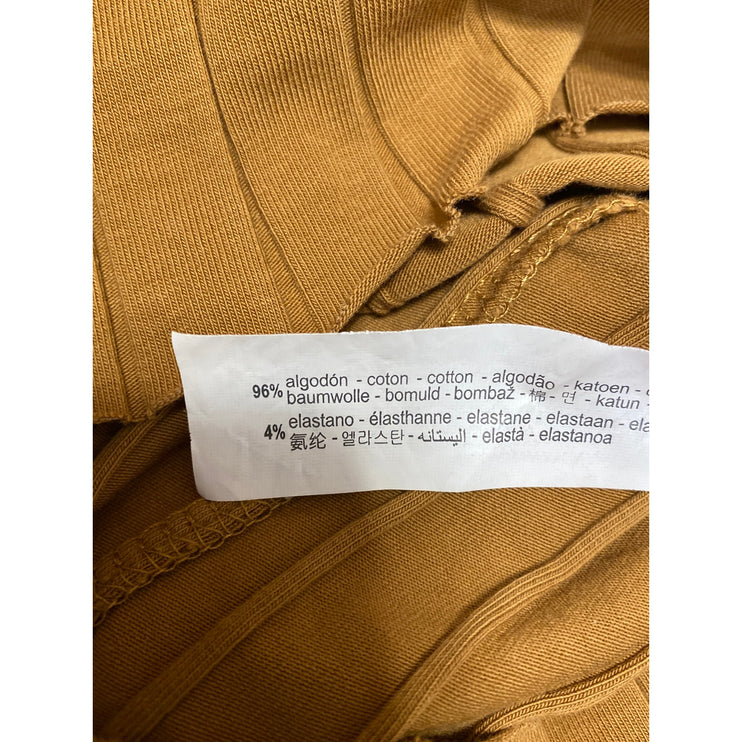 96% algodón - coton - cotton - algodão - katoen -
baumwolle - bomuld - bombaž - 棉 - 면 - katun -
4% elastano - élasthanne - elastane - elastaan - ela
氨纶 - 엘라스탄 - اليستانه - elastà - elastanoa